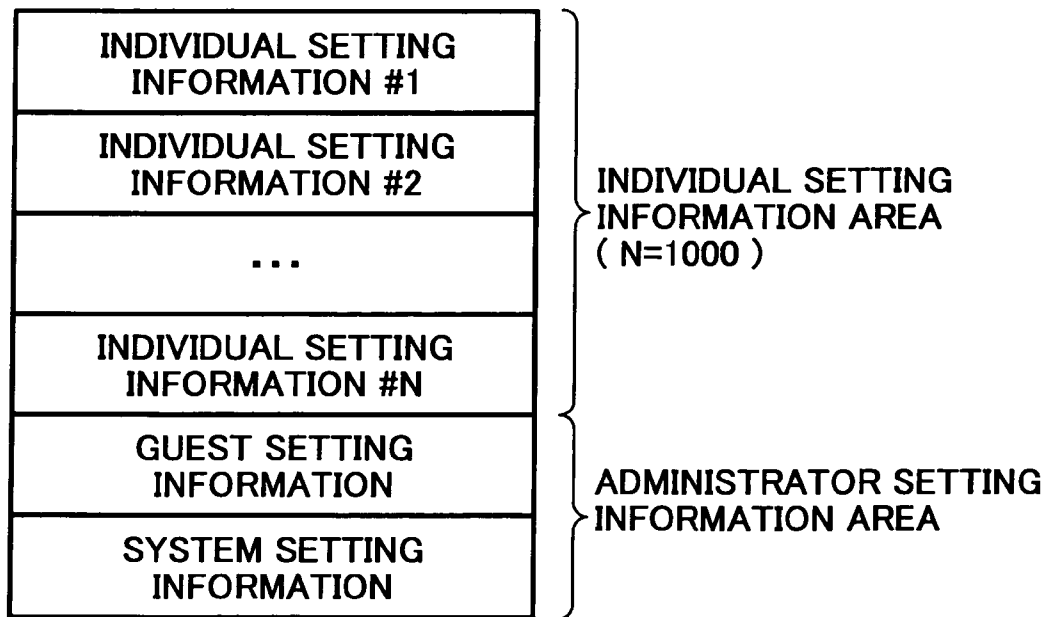 INDIVIDUAL SETTING
INFORMATION #1
INDIVIDUAL SETTING
INFORMATION #2
...
INDIVIDUAL SETTING
INFORMATION #N
GUEST SETTING
INFORMATION
SYSTEM SETTING
INFORMATION
INDIVIDUAL SETTING
INFORMATION AREA
( N=1000 )
ADMINISTRATOR SETTING
INFORMATION AREA